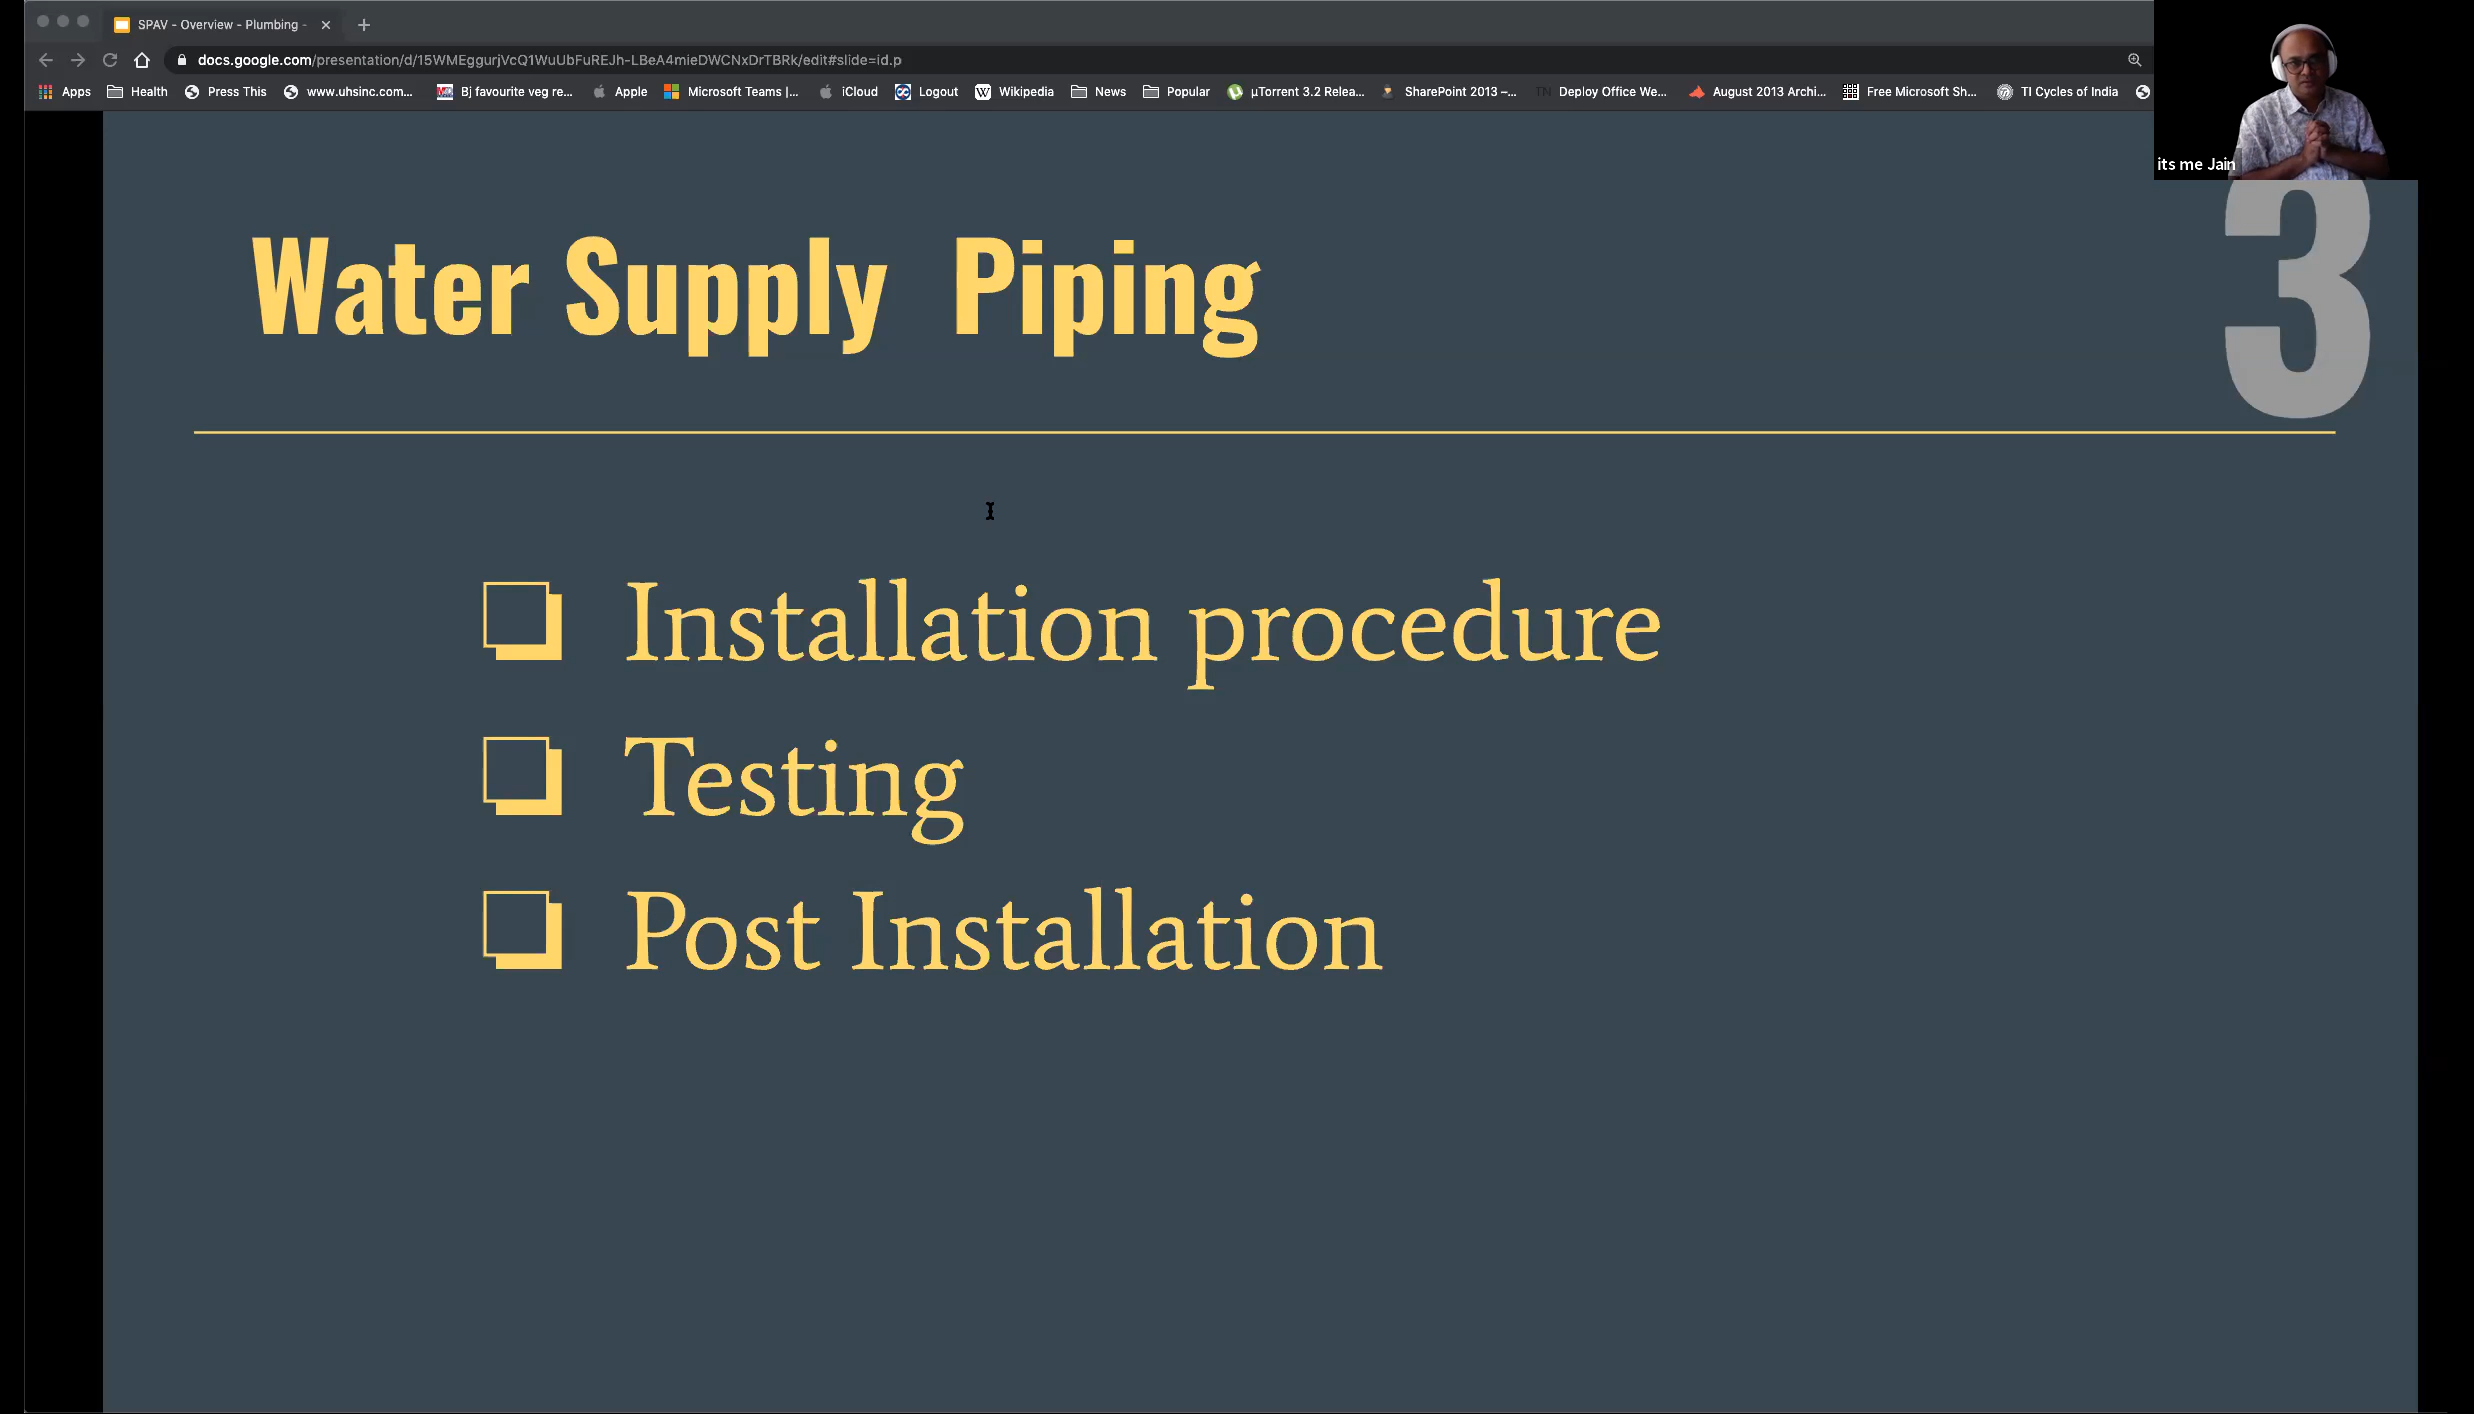 SPAV - Overview - Plumbing -
docs.google.com/presentation/d/15WMEggurjVcQ1WuUbFuREJh-LBeA4mieDWCNxDrTBRk/edit#slide=id.p
Apps Health Press This www.uhsinc.com... Bj favourite veg re... Apple Microsoft Teams |... iCloud Logout Wikipedia News Popular µTorrent 3.2 Relea... SharePoint 2013 –... TN Deploy Office We... August 2013 Archi... Free Microsoft Sh... TI Cycles of India
its me Jain
3
Water Supply Piping
Installation procedure
Testing
Post Installation